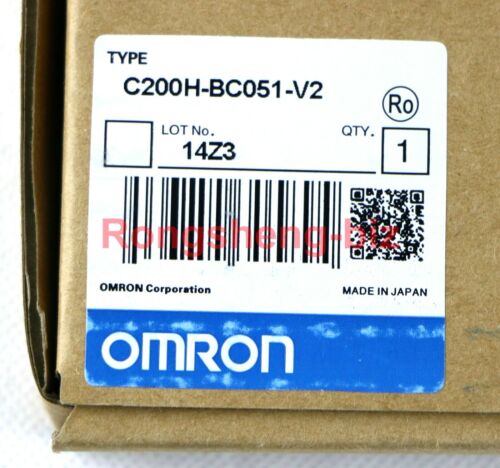 TYPE
C200H-BC051-V2
Ro
LOT No.
14Z3
QTY.
1
Rongsheng-biz
OMRON Corporation
MADE IN JAPAN
OMRON